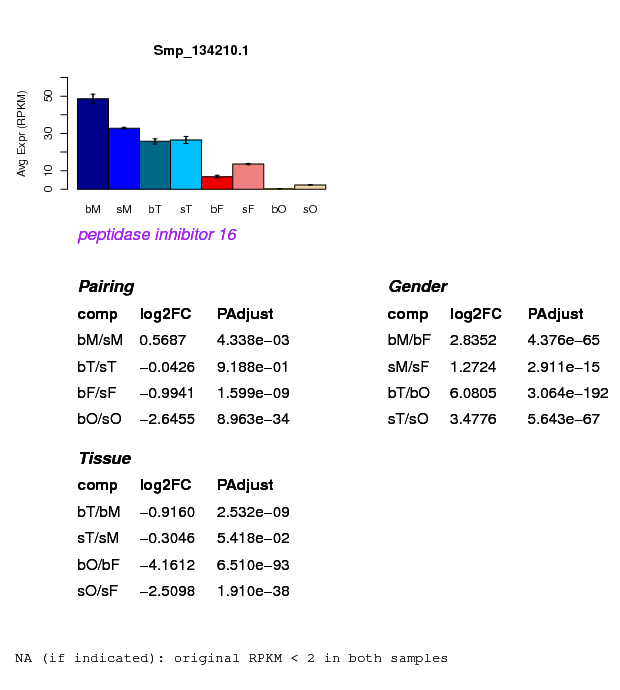 Smp_134210.1
Avg Expr (RPKM)
50
30
10
0
bM sM bT sT bF sF bO sO
peptidase inhibitor 16
Pairing
comp log2FC PAdjust
bM/sM 0.5687 4.338e−03
bT/sT −0.0426 9.188e−01
bF/sF −0.9941 1.599e−09
bO/sO −2.6455 8.963e−34
Gender
comp log2FC PAdjust
bM/bF 2.8352 4.376e−65
sM/sF 1.2724 2.911e−15
bT/bO 6.0805 3.064e−192
sT/sO 3.4776 5.643e−67
Tissue
comp log2FC PAdjust
bT/bM −0.9160 2.532e−09
sT/sM −0.3046 5.418e−02
bO/bF −4.1612 6.510e−93
sO/sF −2.5098 1.910e−38
NA (if indicated): original RPKM < 2 in both samples